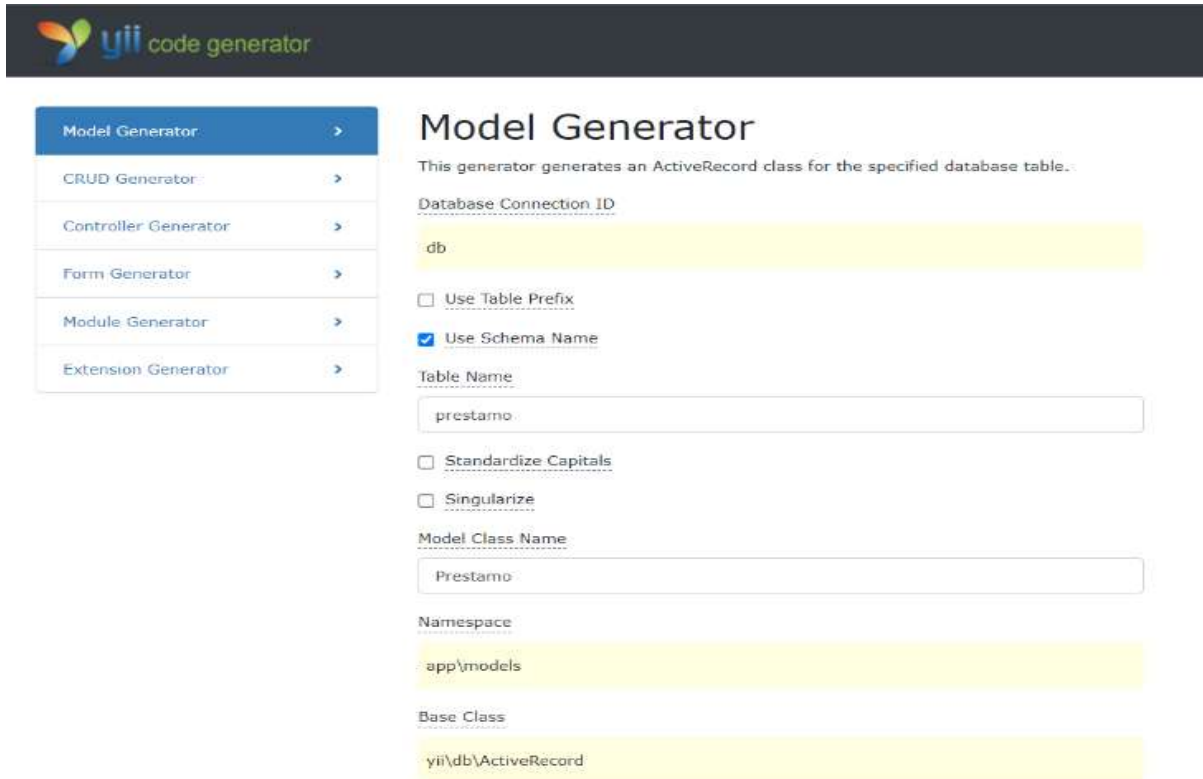 yii code generator
Model Generator
CRUD Generator
Controller Generator
Form Generator
Module Generator
Extension Generator
Model Generator
This generator generates an ActiveRecord class for the specified database table.
Database Connection ID
db
Use Table Prefix
Use Schema Name
Table Name
prestamo
Standardize Capitals
Singularize
Model Class Name
Prestamo
Namespace
app\models
Base Class
yii\db\ActiveRecord